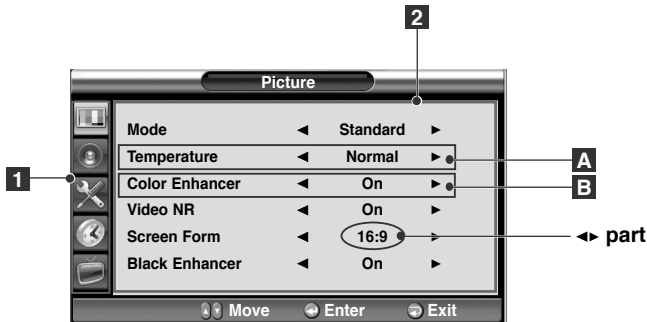 2
Picture
Mode ◄ Standard ►
Temperature ◄ Normal ► A
1
Color Enhancer ◄ On ► B
Video NR ◄ On ►
Screen Form ◄ 16:9 ► ◄► part
Black Enhancer ◄ On ►
Move Enter Exit